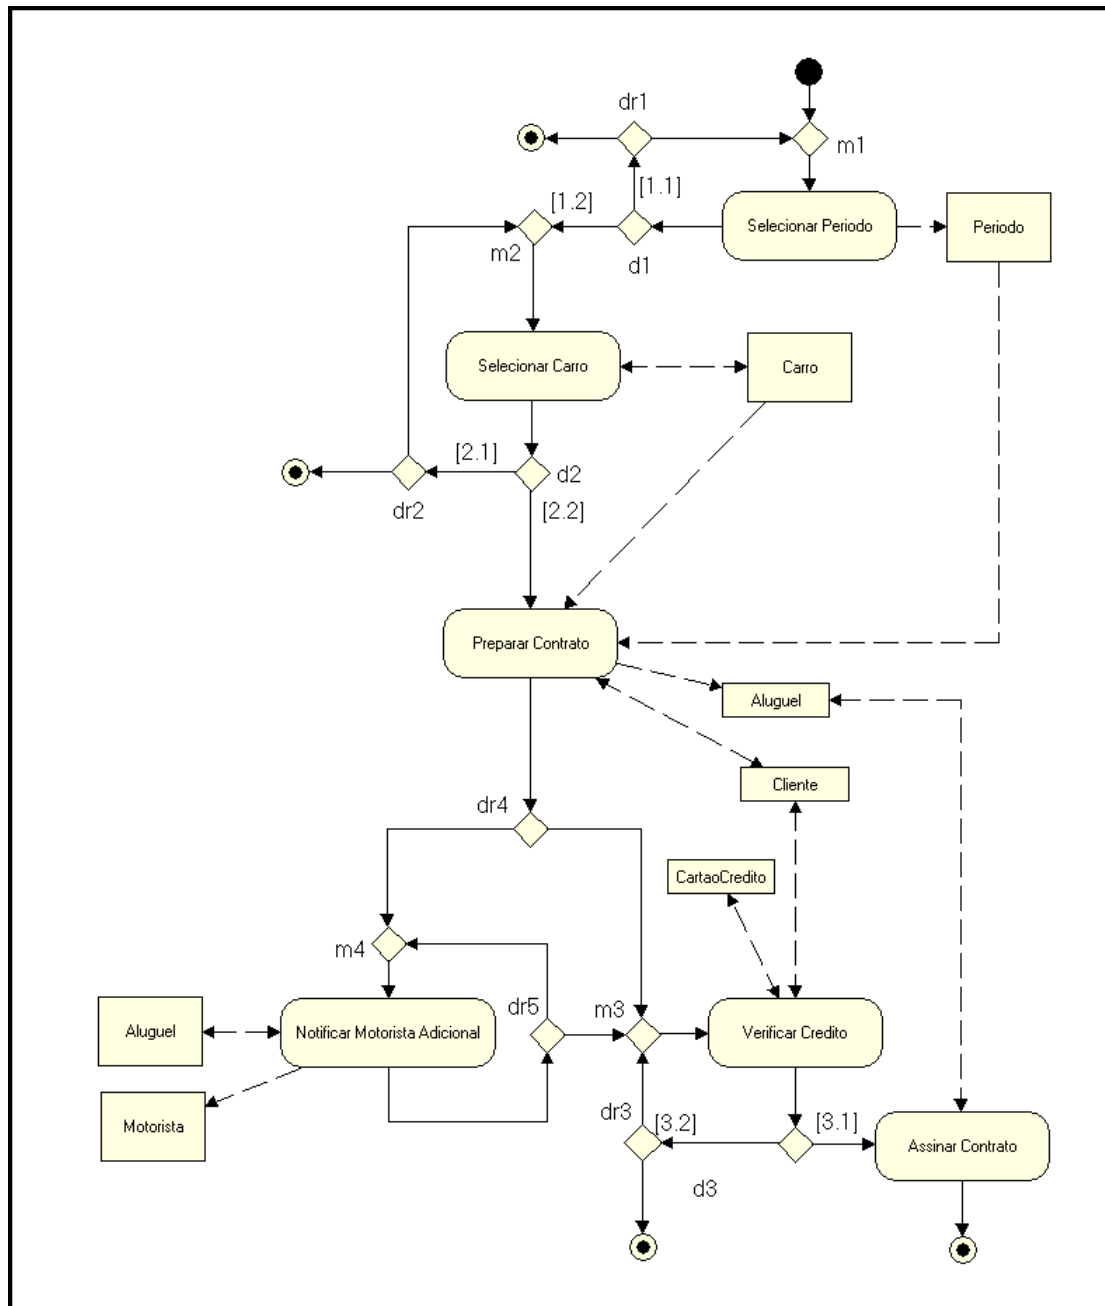 dr1
m1
[1.1]
[1.2]
Selecionar Periodo
Periodo
m2
d1
Selecionar Carro
Carro
[2.1]
d2
dr2
[2.2]
Preparar Contrato
Aluguel
Cliente
dr4
CartaoCredito
m4
dr5
m3
Aluguel
Notificar Motorista Adicional
Verificar Credito
Motorista
dr3
[3.2]
[3.1]
Assinar Contrato
d3